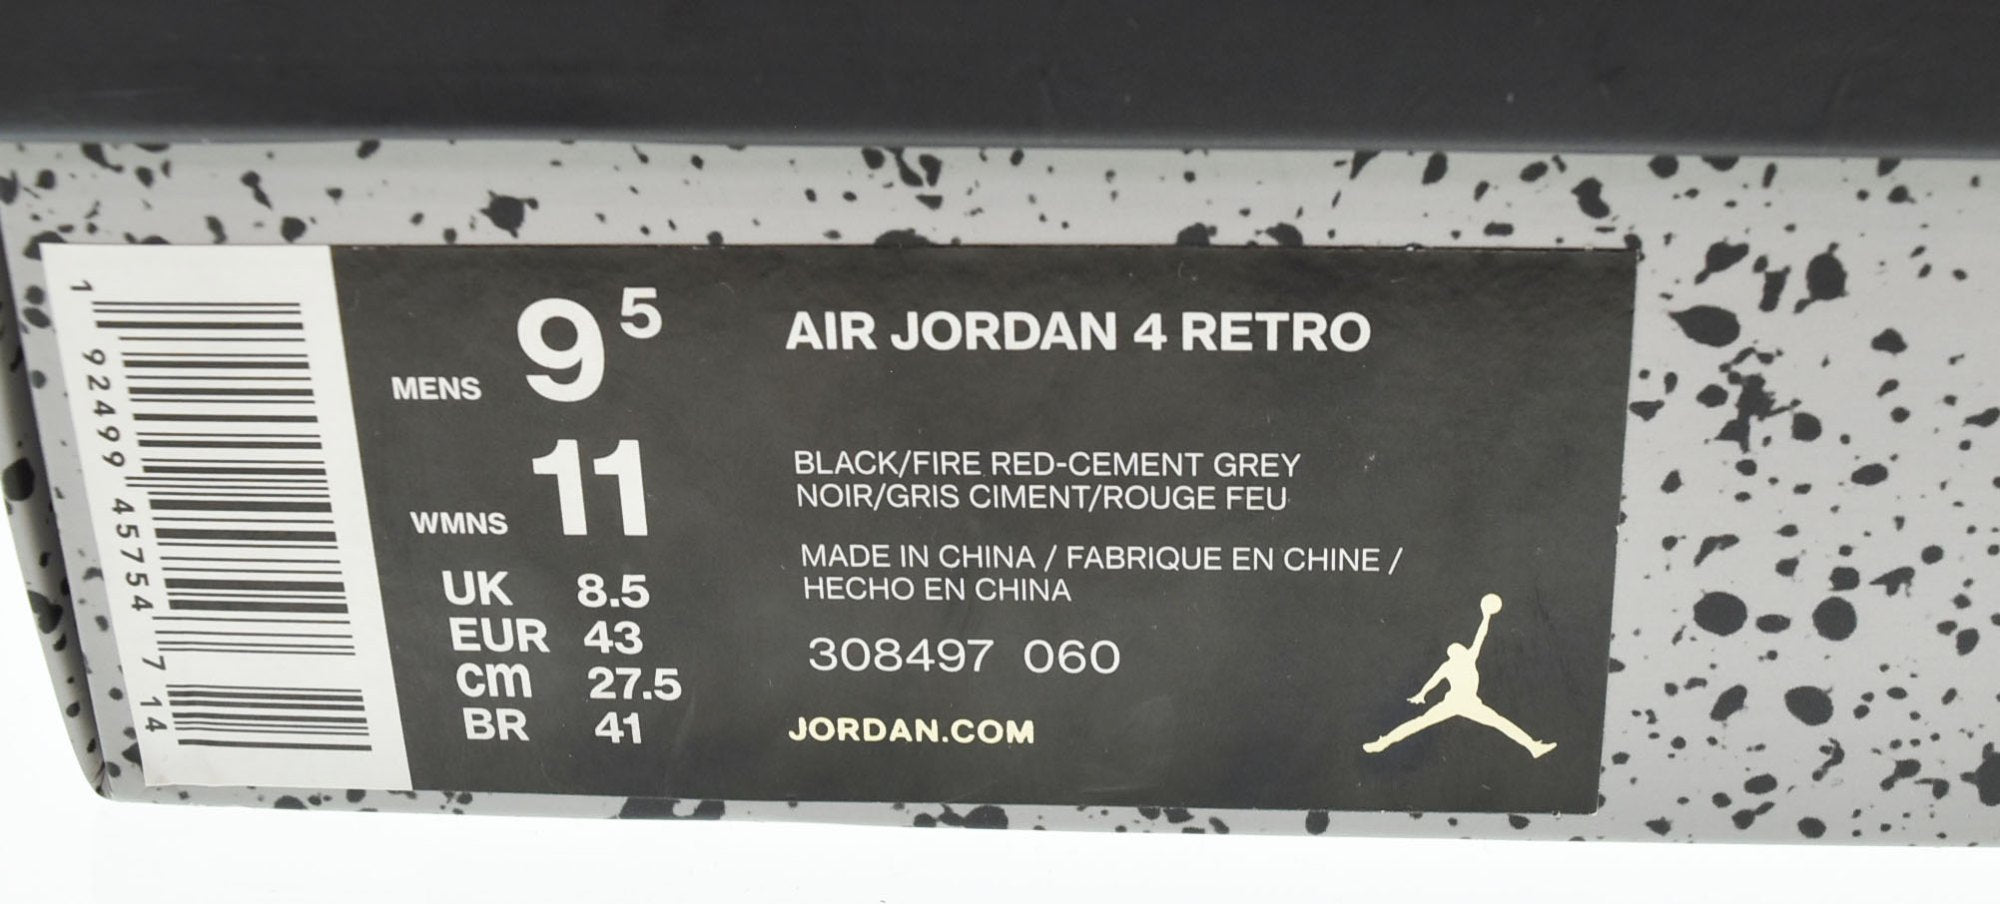 1 92499 45754 7 14
MENS 9 5
WMNS 11
UK 8.5
EUR 43
cm 27.5
BR 41
AIR JORDAN 4 RETRO
BLACK/FIRE RED-CEMENT GREY
NOIR/GRIS CIMENT/ROUGE FEU
MADE IN CHINA / FABRIQUE EN CHINE /
HECHO EN CHINA
308497 060
JORDAN.COM